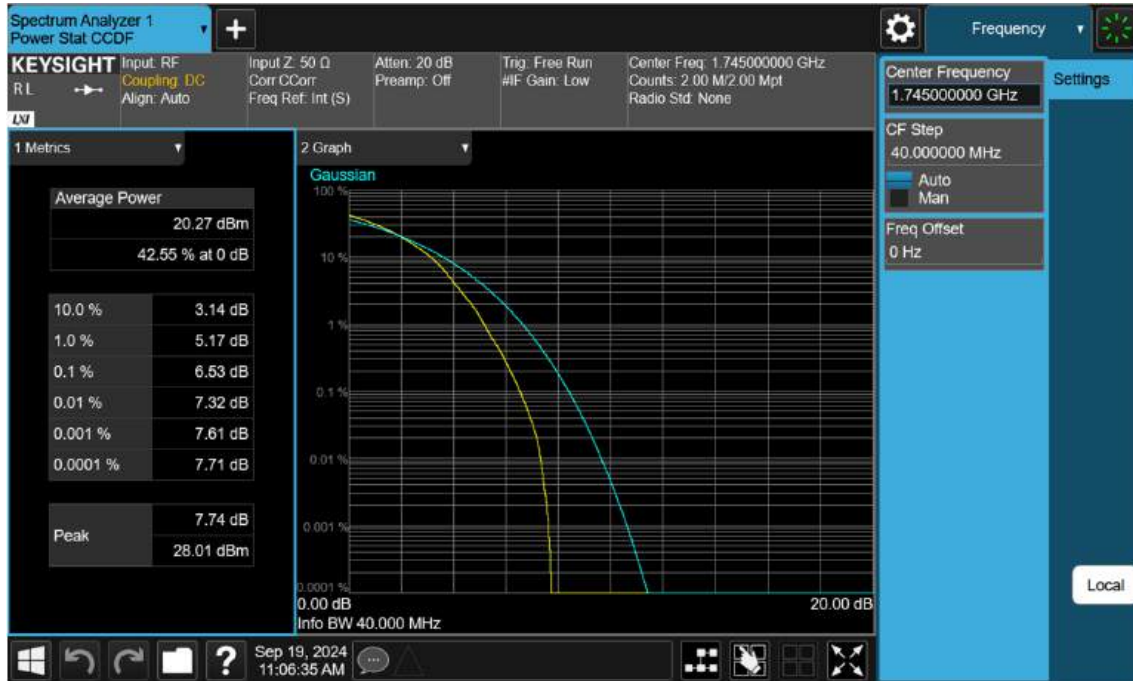 Spectrum Analyzer 1
Power Stat CCDF
Frequency
KEYSIGHT
RL
LXI
Input: RF
Coupling: DC
Align: Auto
Input Z: 50 Ω
Corr CCorr
Freq Ref: Int (S)
Atten: 20 dB
Preamp: Off
Trig: Free Run
#IF Gain: Low
Center Freq: 1.745000000 GHz
Counts: 2.00 M/2.00 Mpt
Radio Std: None
Center Frequency
1.745000000 GHz
Settings
CF Step
40.000000 MHz
Auto
Man
Freq Offset
0 Hz
1 Metrics
Average Power
20.27 dBm
42.55 % at 0 dB
10.0 % 3.14 dB
1.0 % 5.17 dB
0.1 % 6.53 dB
0.01 % 7.32 dB
0.001 % 7.61 dB
0.0001 % 7.71 dB
Peak
7.74 dB
28.01 dBm
2 Graph
Gaussian
100 %
10 %
1 %
0.1 %
0.01 %
0.001 %
0.0001 %
0.00 dB 20.00 dB
Info BW 40.000 MHz
Local
?
Sep 19, 2024
11:06:35 AM